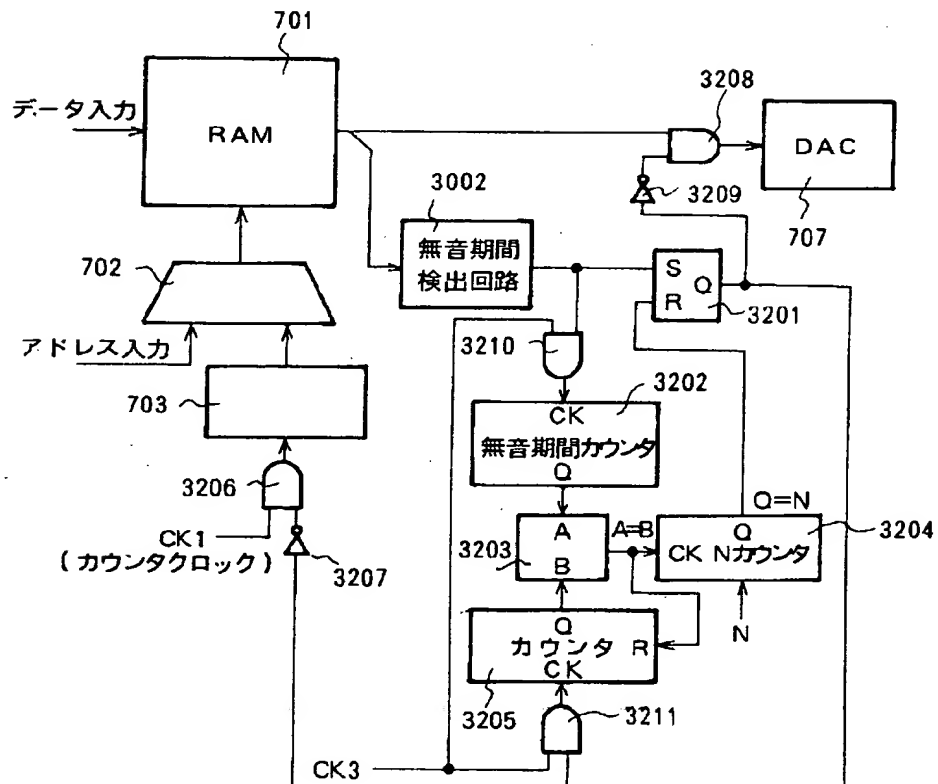 701
データ入力
RAM
3208
DAC
707
3209
3002
無音期間
検出回路
702
S
R
Q
3201
アドレス入力
3210
703
3202
CK
無音期間カウンタ
Q
3206
CK1
(カウンタクロック)
3207
A
B
3203
A=B
Q=N
Q
CK Nカウンタ
3204
N
Q
カウンタ R
CK
3205
3211
CK3